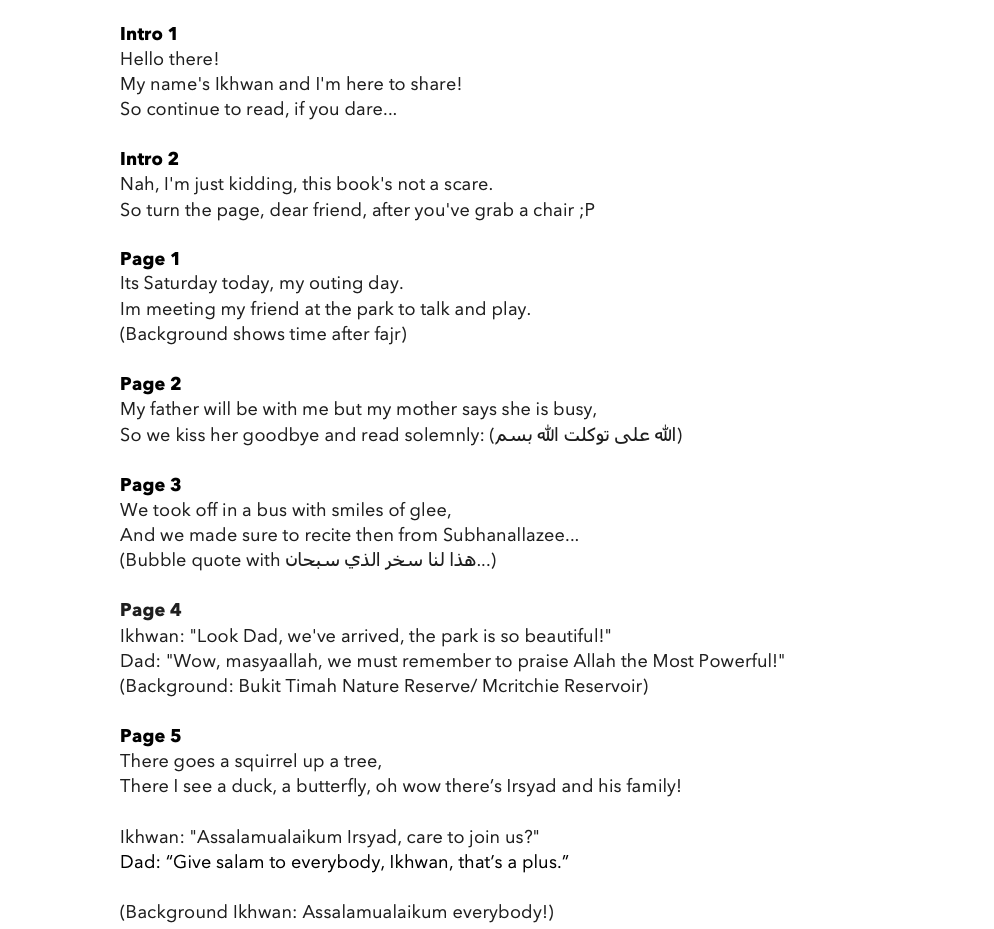 Intro 1
Hello there!
My name's Ikhwan and I'm here to share!
So continue to read, if you dare...
Intro 2
Nah, I'm just kidding, this book's not a scare.
So turn the page, dear friend, after you've grab a chair ;P
Page 1
Its Saturday today, my outing day.
Im meeting my friend at the park to talk and play.
(Background shows time after fajr)
Page 2
My father will be with me but my mother says she is busy,
So we kiss her goodbye and read solemnly: (الله على توكلت الله بسم)
Page 3
We took off in a bus with smiles of glee,
And we made sure to recite then from Subhanallazee...
(Bubble quote with هذا لنا سخر الذي سبحان...)
Page 4
Ikhwan: "Look Dad, we've arrived, the park is so beautiful!"
Dad: "Wow, masyaallah, we must remember to praise Allah the Most Powerful!"
(Background: Bukit Timah Nature Reserve/ Mcritchie Reservoir)
Page 5
There goes a squirrel up a tree,
There I see a duck, a butterfly, oh wow there’s Irsyad and his family!
Ikhwan: "Assalamualaikum Irsyad, care to join us?"
Dad: “Give salam to everybody, Ikhwan, that’s a plus.”
(Background Ikhwan: Assalamualaikum everybody!)